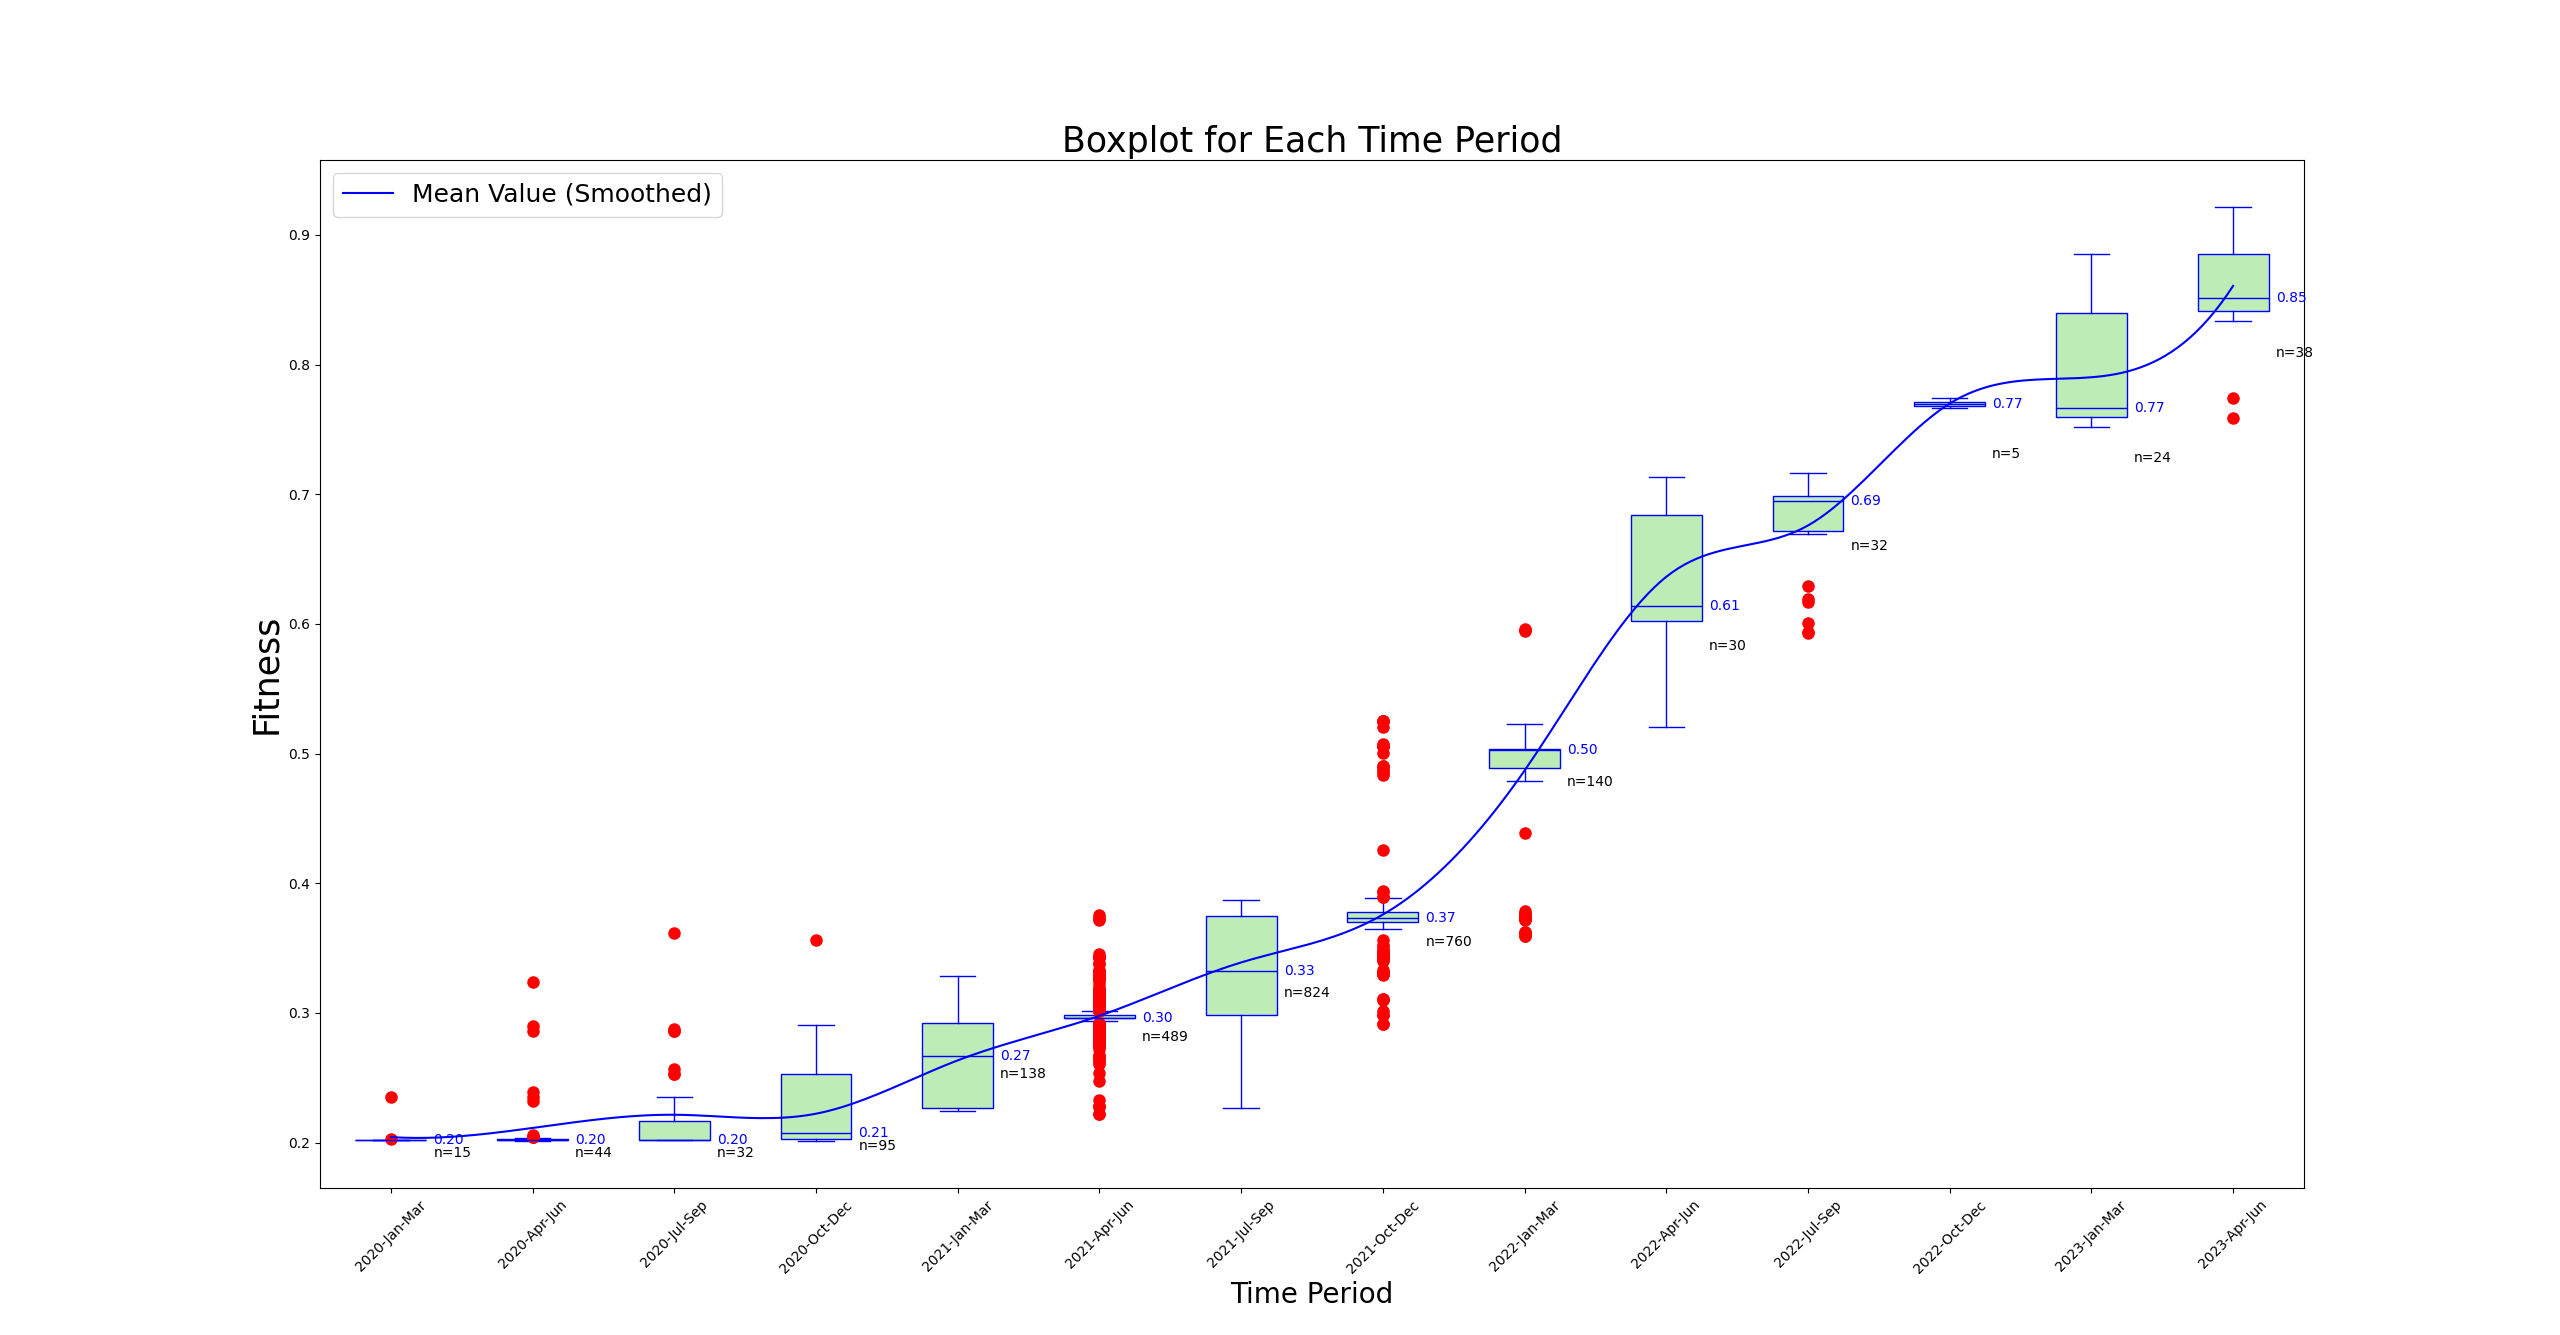 Boxplot for Each Time Period
Mean Value (Smoothed)
Fitness
0.9
0.8
0.7
0.6
0.5
0.4
0.3
0.2
0.20
n=15
0.20
n=44
0.20
n=32
0.21
n=95
0.27
n=138
0.30
n=489
0.33
n=824
0.37
n=760
0.50
n=140
0.61
n=30
0.69
n=32
0.77
n=5
0.77
n=24
0.85
n=38
2020-Jan-Mar
2020-Apr-Jun
2020-Jul-Sep
2020-Oct-Dec
2021-Jan-Mar
2021-Apr-Jun
2021-Jul-Sep
2021-Oct-Dec
2022-Jan-Mar
2022-Apr-Jun
2022-Jul-Sep
2022-Oct-Dec
2023-Jan-Mar
2023-Apr-Jun
Time Period